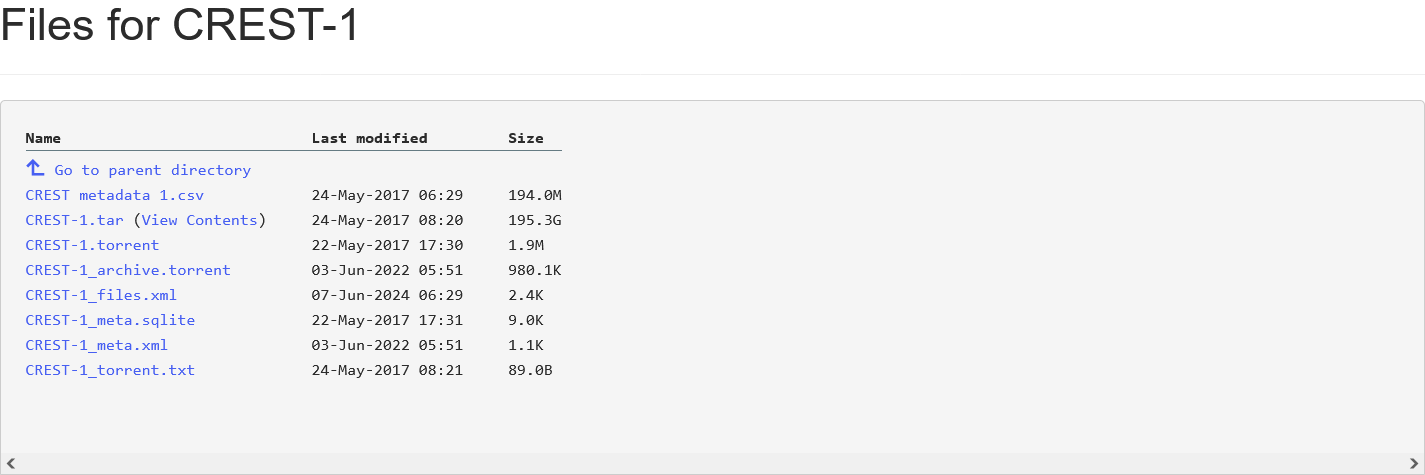 Files for CREST-1
Name Last modified Size
Go to parent directory
CREST metadata 1.csv 24-May-2017 06:29 194.0M
CREST-1.tar (View Contents) 24-May-2017 08:20 195.3G
CREST-1.torrent 22-May-2017 17:30 1.9M
CREST-1_archive.torrent 03-Jun-2022 05:51 980.1K
CREST-1_files.xml 07-Jun-2024 06:29 2.4K
CREST-1_meta.sqlite 22-May-2017 17:31 9.0K
CREST-1_meta.xml 03-Jun-2022 05:51 1.1K
CREST-1_torrent.txt 24-May-2017 08:21 89.0B